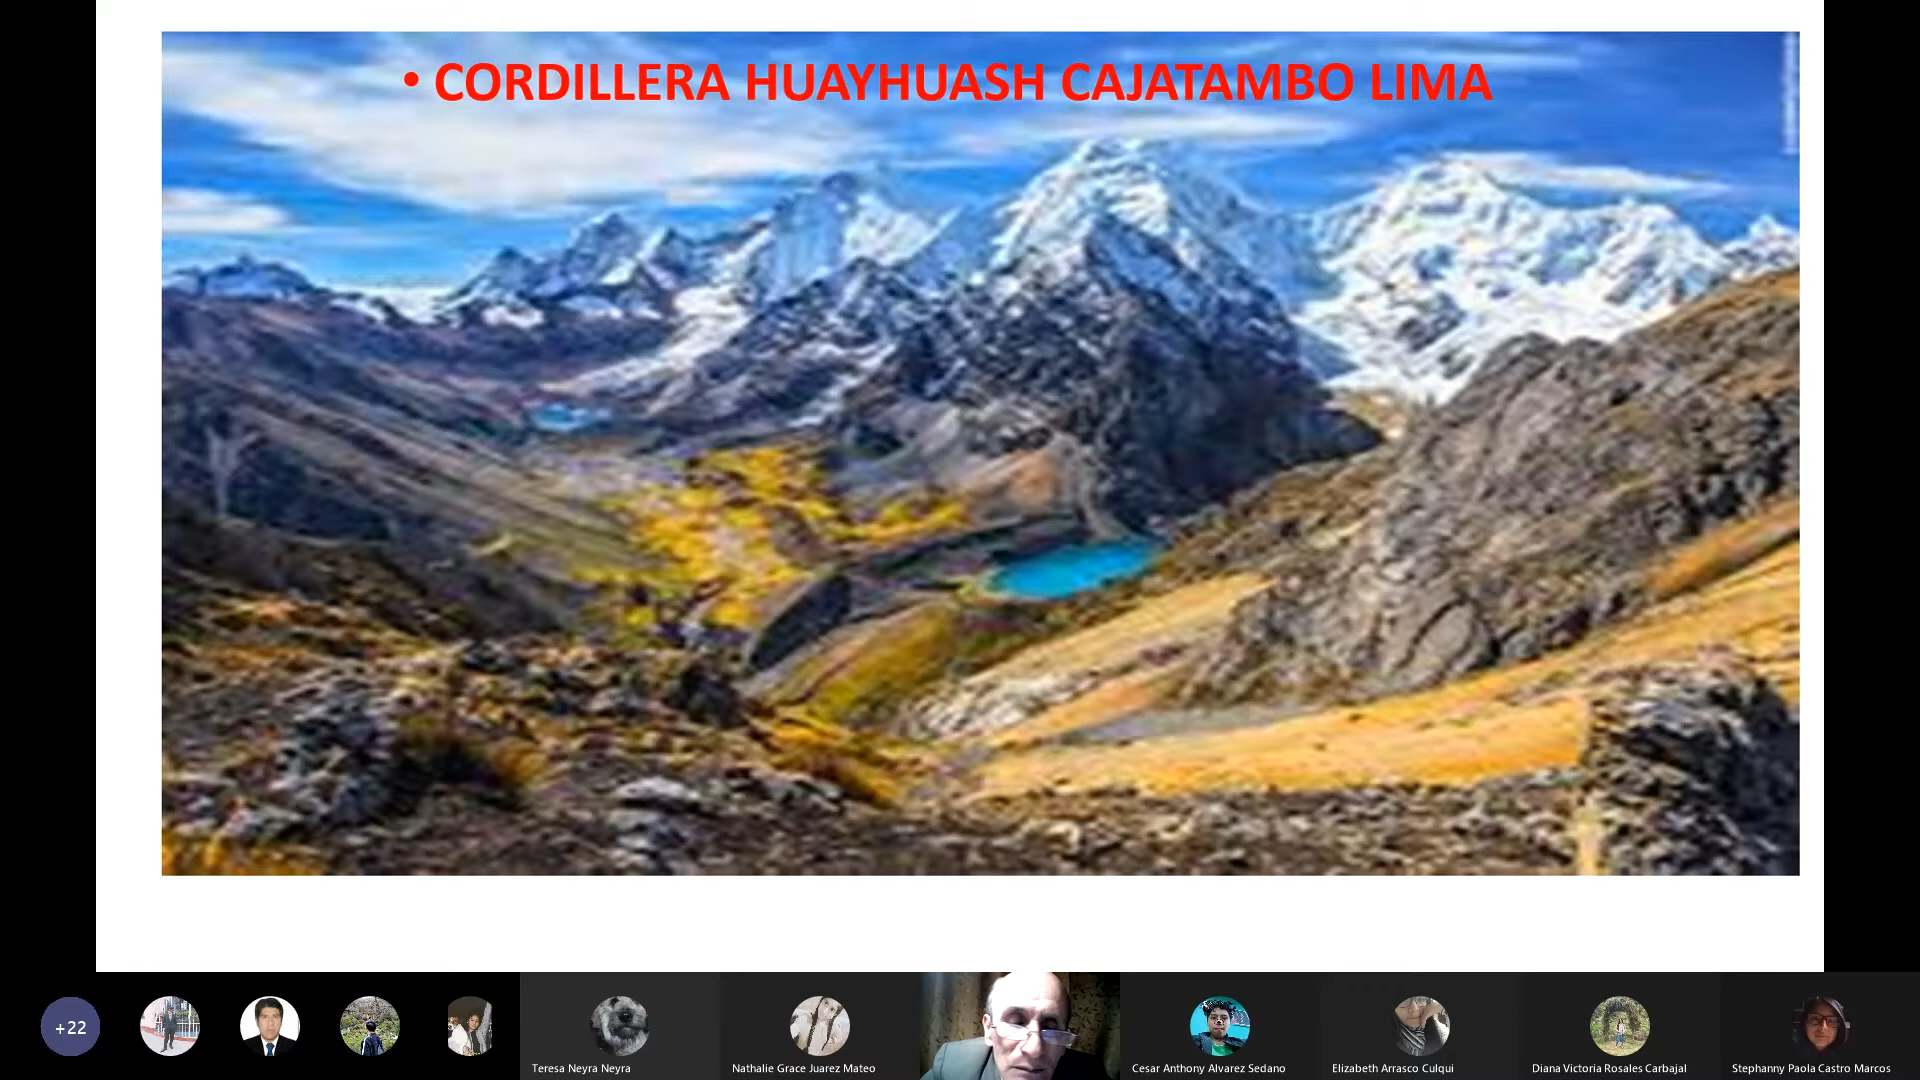 • CORDILLERA HUAYHUASH CAJATAMBO LIMA
+22
Teresa Neyra Neyra
Nathalie Grace Juarez Mateo
Cesar Anthony Alvarez Sedano
Elizabeth Arrasco Culqui
Diana Victoria Rosales Carbajal
Stephanny Paola Castro Marcos